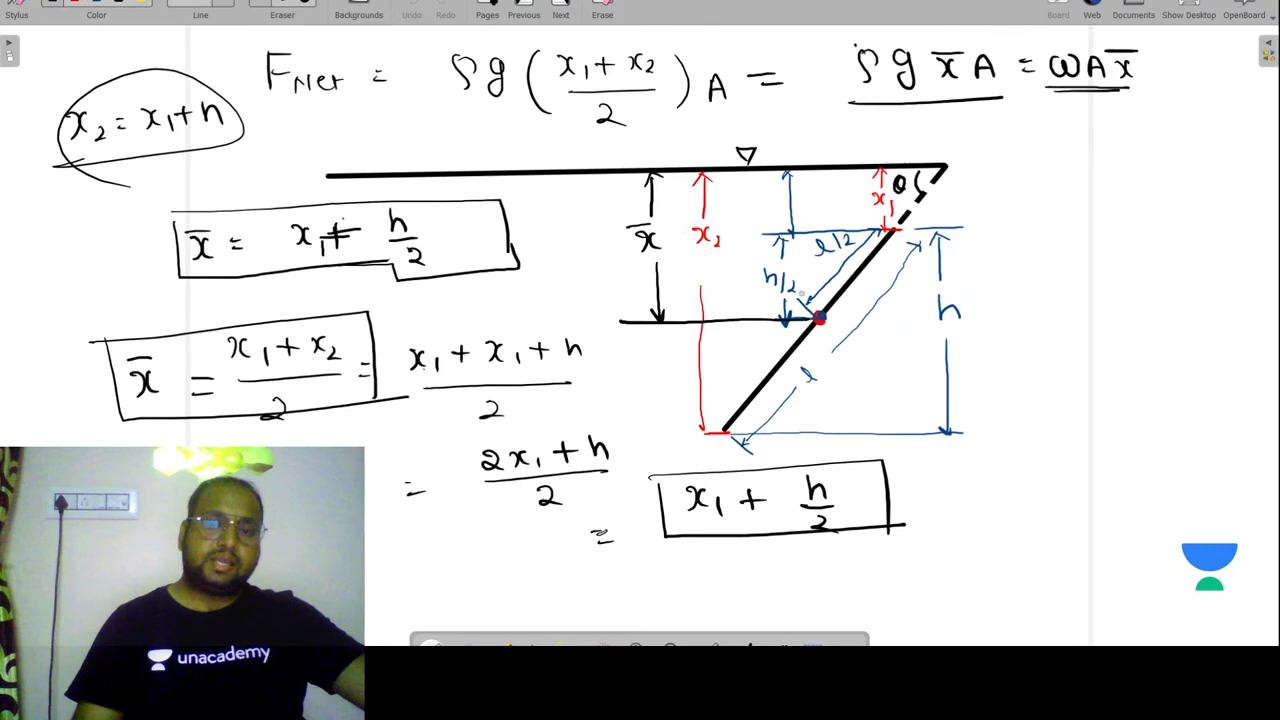 Stylus Color Line Eraser Backgrounds Undo Redo Pages Previous Next Erase Board Web Documents Show Desktop OpenBoard
F_Net = ρg ( (x₁ + x₂) / 2 ) A = ρg x̄ A = ωA x̄
x₂ = x₁ + h
x̄ = x₁ + h/2
x̄ = (x₁ + x₂)/2 = (x₁ + x₁ + h)/2
= (2x₁ + h)/2
= x₁ + h/2
x̄
x₂
x₁
θ
l/2
h/2
h
l
unacademy